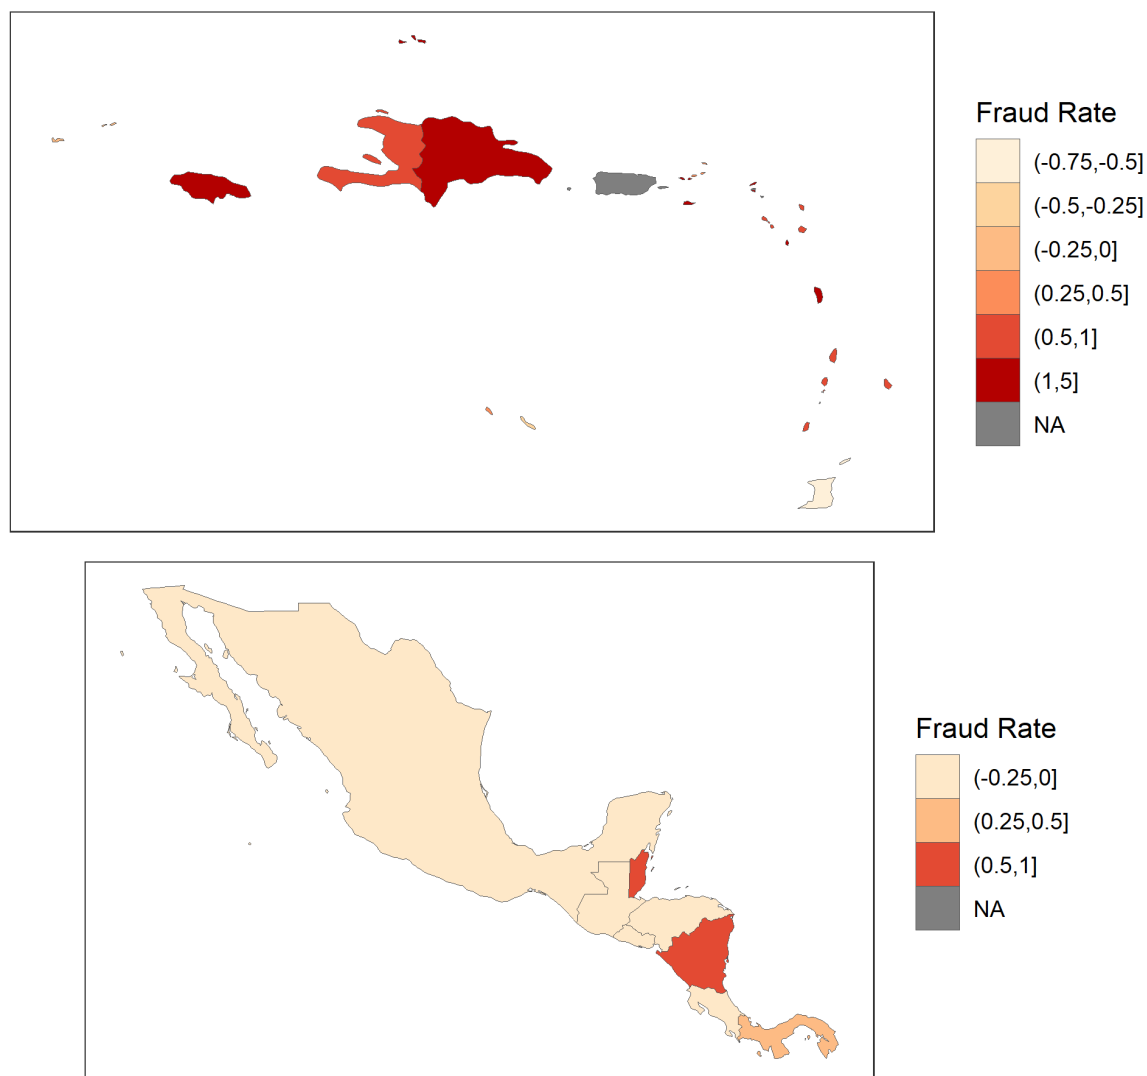 Fraud Rate
(-0.75,-0.5]
(-0.5,-0.25]
(-0.25,0]
(0.25,0.5]
(0.5,1]
(1,5]
NA
Fraud Rate
(-0.25,0]
(0.25,0.5]
(0.5,1]
NA